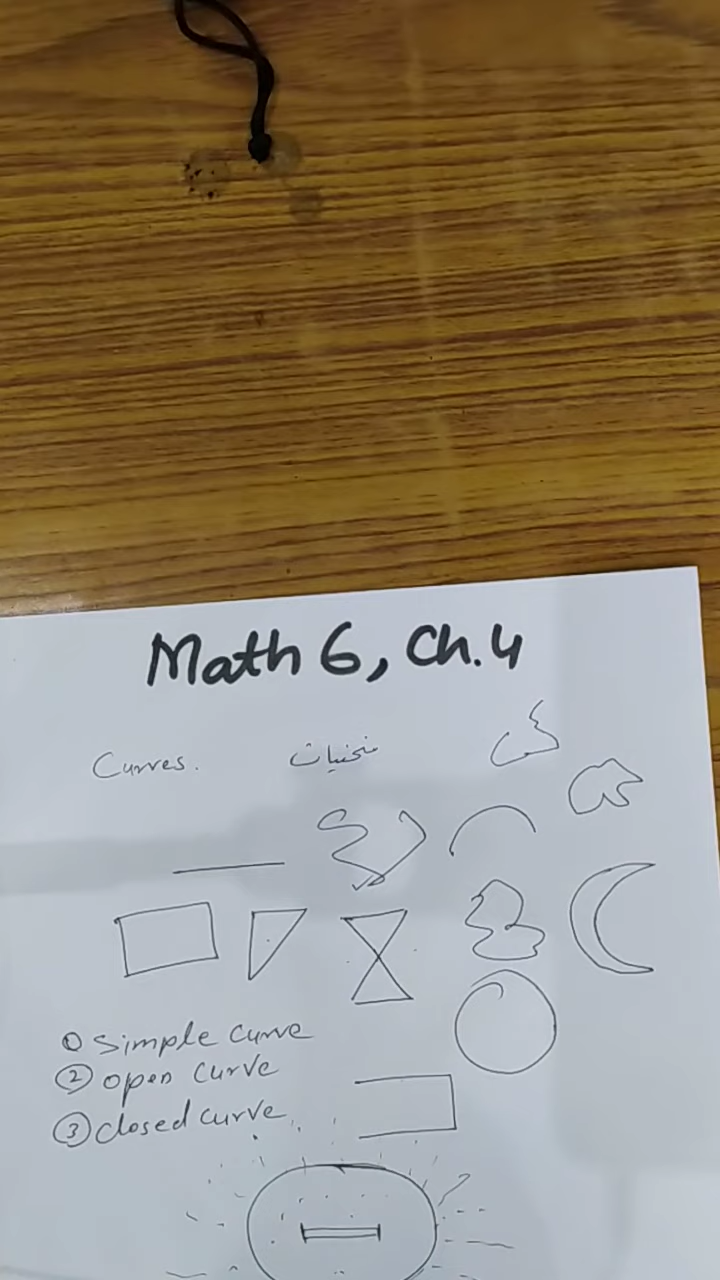 Math 6, Ch. 4
Curves. منحنیات
① Simple curve
② open curve
③ closed curve